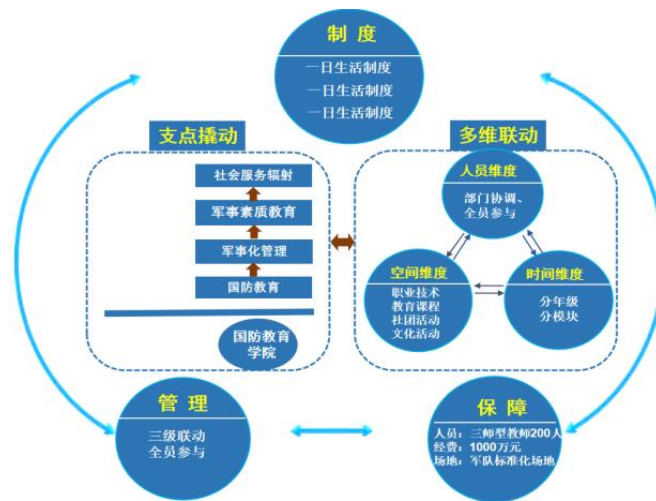 制 度
一日生活制度
一日生活制度
一日生活制度
支点撬动
社会服务辐射
军事素质教育
军事化管理
国防教育
国防教育
学院
多维联动
人员维度
部门协调、
全员参与
空间维度
职业技术
教育课程
社团活动
文化活动
时间维度
分年级
分模块
管 理
三级联动
全员参与
保 障
人员：三师型教师200人
经费：1000万元
场地：军队标准化场地